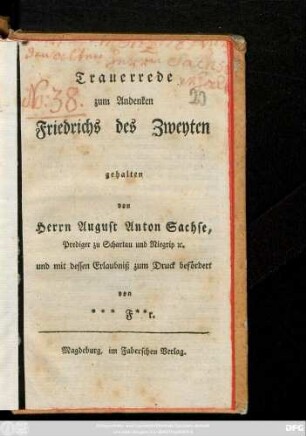 No: 38.
Trauerrede
zum Andenken
Friedrichs des Zweyten
gehalten
von
Herrn August Anton Sachse,
Prediger zu Schartau und Niegrip ꝛc.
und mit dessen Erlaubniß zum Druck befördert
von
* * * F**r.
Magdeburg, im Faberschen Verlag.